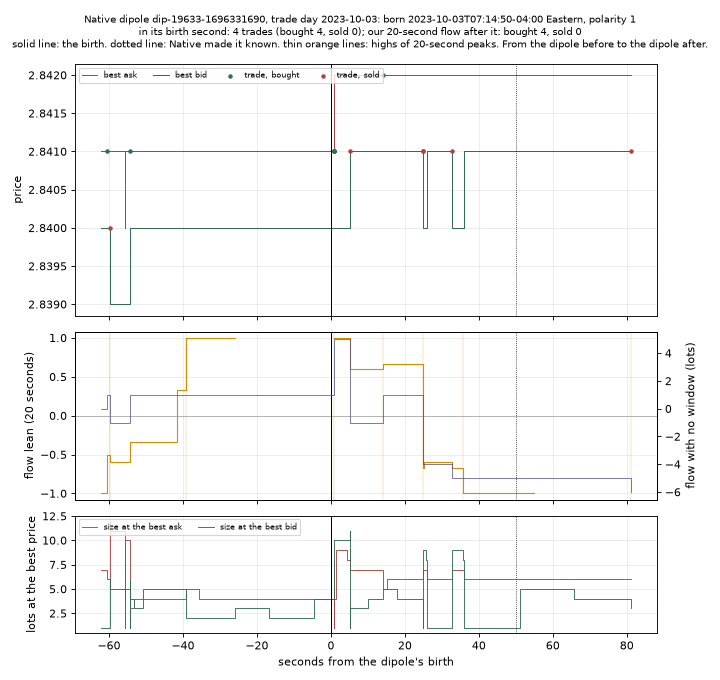 Native dipole dip-19633-1696331690, trade day 2023-10-03: born 2023-10-03T07:14:50-04:00 Eastern, polarity 1
in its birth second: 4 trades (bought 4, sold 0); our 20-second flow after it: bought 4, sold 0
solid line: the birth. dotted line: Native made it known. thin orange lines: highs of 20-second peaks. From the dipole before to the dipole after.
best ask
best bid
trade, bought
trade, sold
2.8420
2.8415
2.8410
2.8405
2.8400
2.8395
2.8390
price
1.0
0.5
0.0
−0.5
−1.0
flow lean (20 seconds)
4
2
0
−2
−4
−6
flow with no window (lots)
size at the best ask
size at the best bid
12.5
10.0
7.5
5.0
2.5
lots at the best price
−60
−40
−20
0
20
40
60
80
seconds from the dipole's birth